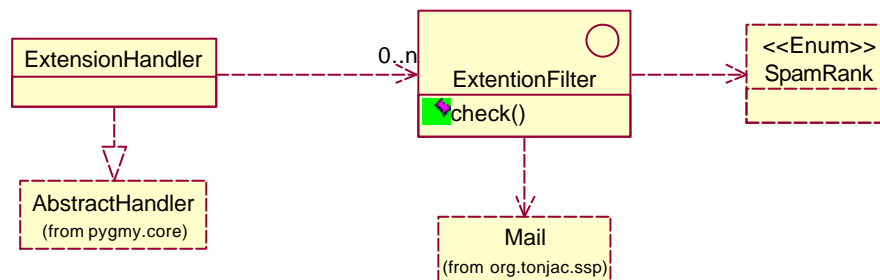 ExtensionHandler
0..n
ExtentionFilter
check()
<<Enum>>
SpamRank
AbstractHandler
(from pygmy.core)
Mail
(from org.tonjac.ssp)